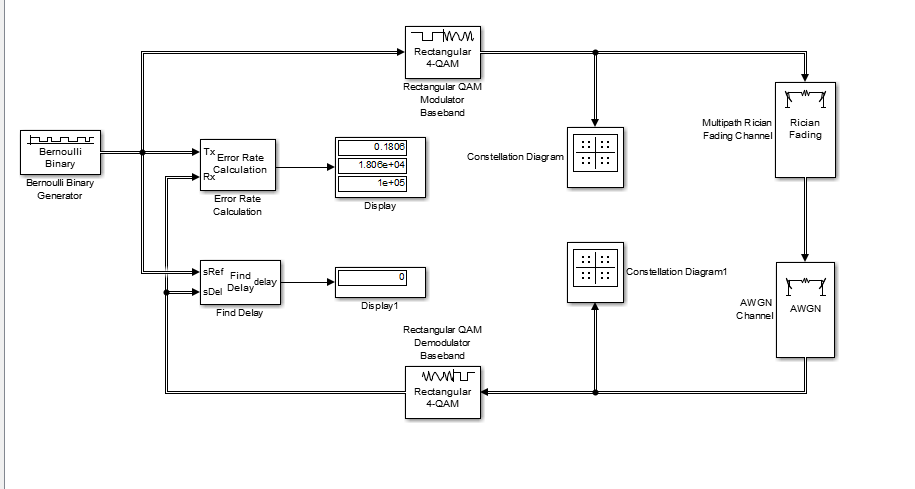 Rectangular
4-QAM
Rectangular QAM
Modulator
Baseband
Bernoulli
Binary
Bernoulli Binary
Generator
Tx
Rx
Error Rate
Calculation
Error Rate
Calculation
0.1806
1.806e+04
1e+05
Display
Constellation Diagram
Multipath Rician
Fading Channel
Rician
Fading
sRef
sDel
Find
Delay
delay
Find Delay
0
Display1
Constellation Diagram1
AWGN
Channel
AWGN
Rectangular QAM
Demodulator
Baseband
Rectangular
4-QAM